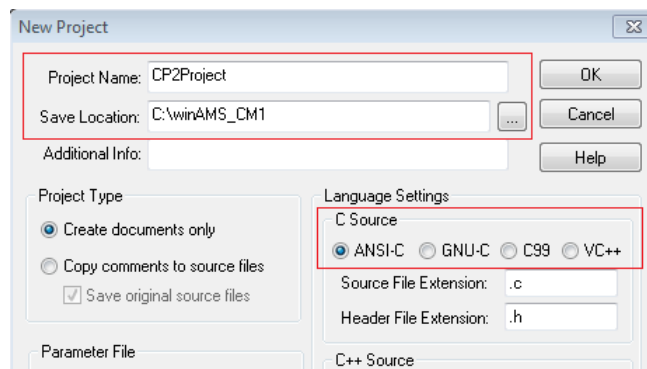 New Project
Project Name: CP2Project
OK
Save Location: C:\winAMS_CM1
...
Cancel
Additional Info:
Help
Project Type
Create documents only
Copy comments to source files
Save original source files
Language Settings
C Source
ANSI-C GNU-C C99 VC++
Source File Extension: .c
Header File Extension: .h
Parameter File
C++ Source